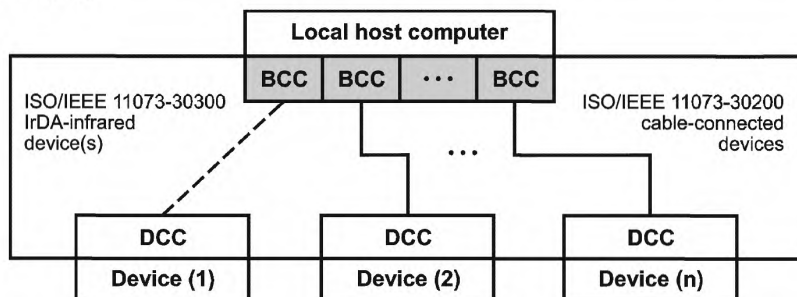 Local host computer
BCC BCC ... BCC
ISO/IEEE 11073-30300
IrDA-infrared
device(s)
ISO/IEEE 11073-30200
cable-connected
devices
...
DCC DCC DCC
Device (1) Device (2) Device (n)